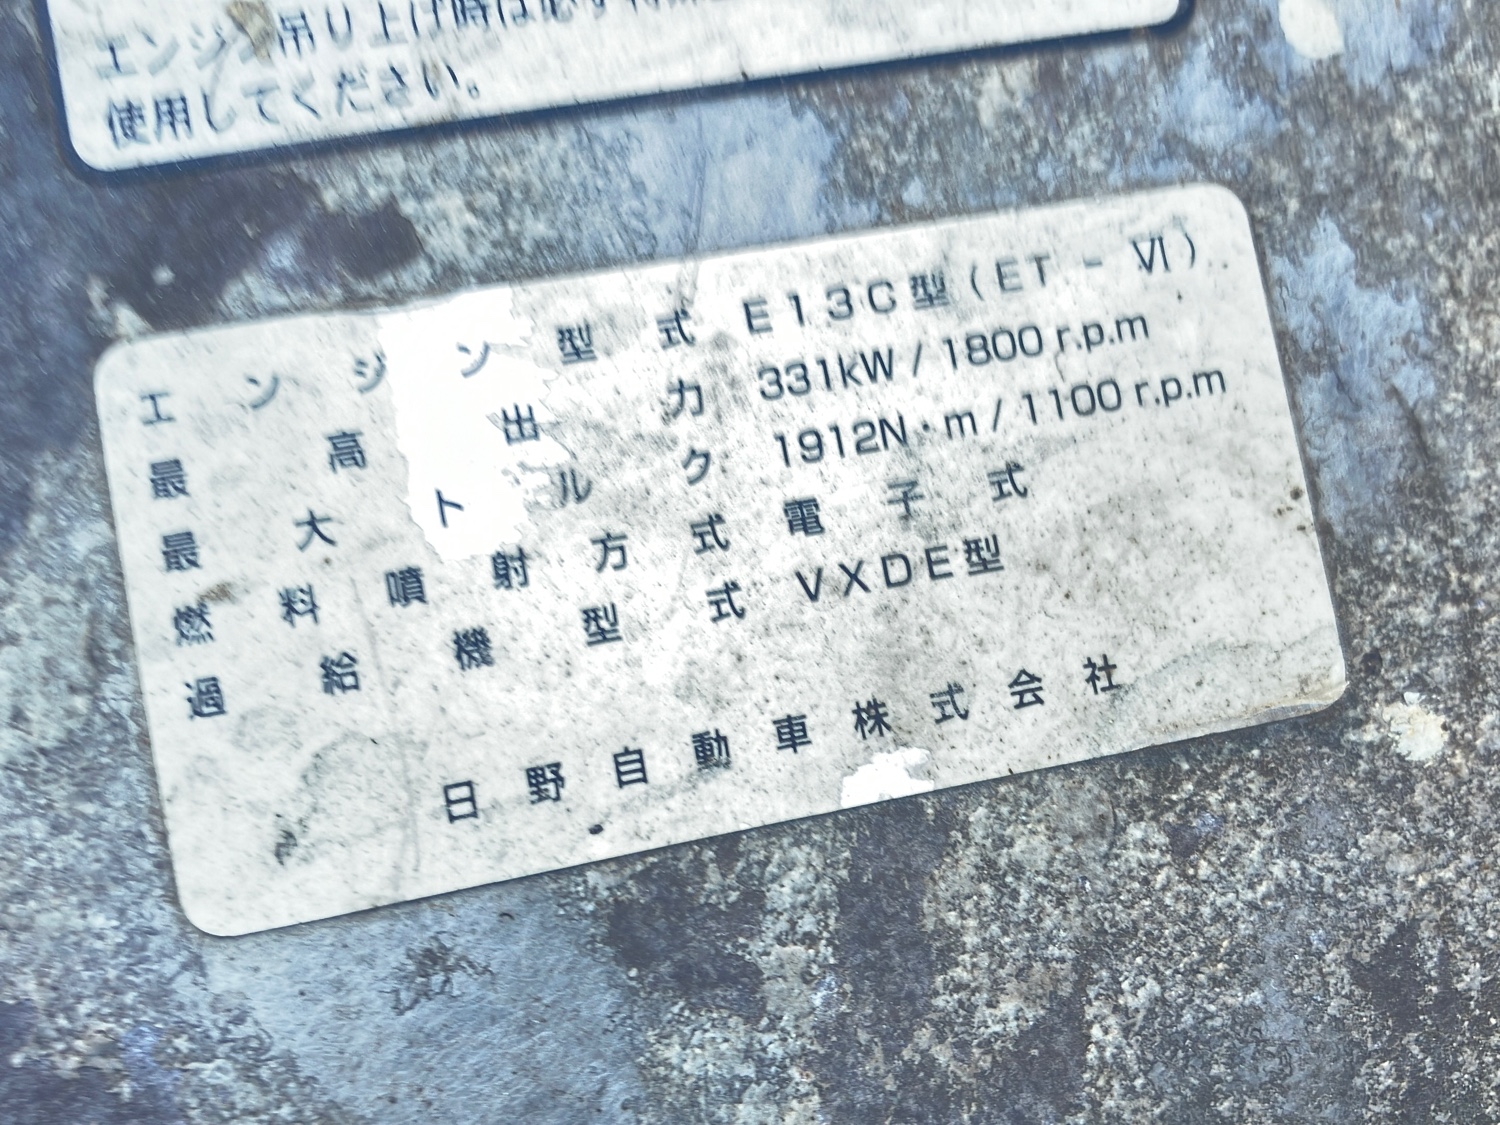 エンジン吊り上げ時は必ず
使用してください。
エンジン型式 E13C型(ET-Ⅵ)
最高出力 331kW/1800r.p.m
最大トルク 1912N・m/1100r.p.m
燃料噴射方式 電子式
過給機型式 VXDE型
日野自動車株式会社